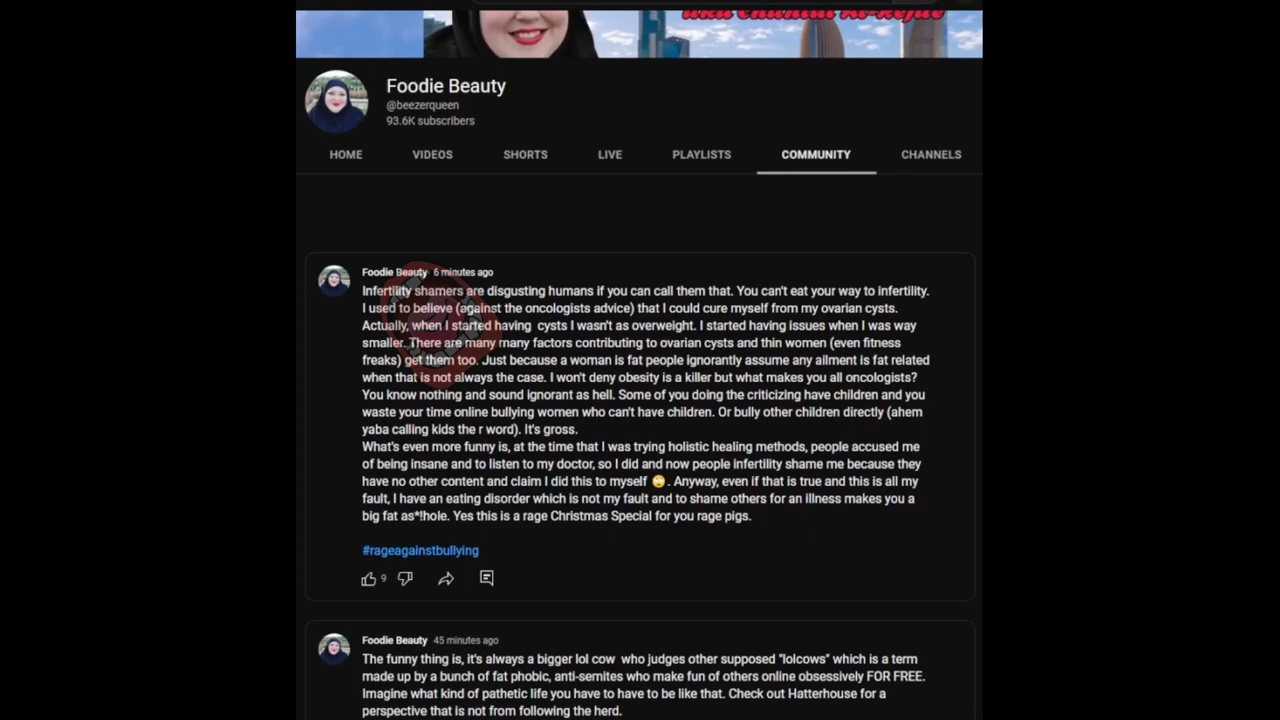 Foodie Beauty
@beezerqueen
93.6K subscribers
HOME VIDEOS SHORTS LIVE PLAYLISTS COMMUNITY CHANNELS
Foodie Beauty 6 minutes ago
Infertility shamers are disgusting humans if you can call them that. You can't eat your way to infertility.
I used to believe (against the oncologists advice) that I could cure myself from my ovarian cysts.
Actually, when I started having cysts I wasn't as overweight. I started having issues when I was way
smaller. There are many many factors contributing to ovarian cysts and thin women (even fitness
freaks) get them too. Just because a woman is fat people ignorantly assume any ailment is fat related
when that is not always the case. I won't deny obesity is a killer but what makes you all oncologists?
You know nothing and sound ignorant as hell. Some of you doing the criticizing have children and you
waste your time online bullying women who can't have children. Or bully other children directly (ahem
yaba calling kids the r word). It's gross.
What's even more funny is, at the time that I was trying holistic healing methods, people accused me
of being insane and to listen to my doctor, so I did and now people infertility shame me because they
have no other content and claim I did this to myself 🙄. Anyway, even if that is true and this is all my
fault, I have an eating disorder which is not my fault and to shame others for an illness makes you a
big fat as*!hole. Yes this is a rage Christmas Special for you rage pigs.
#rageagainstbullying
9
Foodie Beauty 45 minutes ago
The funny thing is, it's always a bigger lol cow who judges other supposed "lolcows" which is a term
made up by a bunch of fat phobic, anti-semites who make fun of others online obsessively FOR FREE.
Imagine what kind of pathetic life you have to have to be like that. Check out Hatterhouse for a
perspective that is not from following the herd.